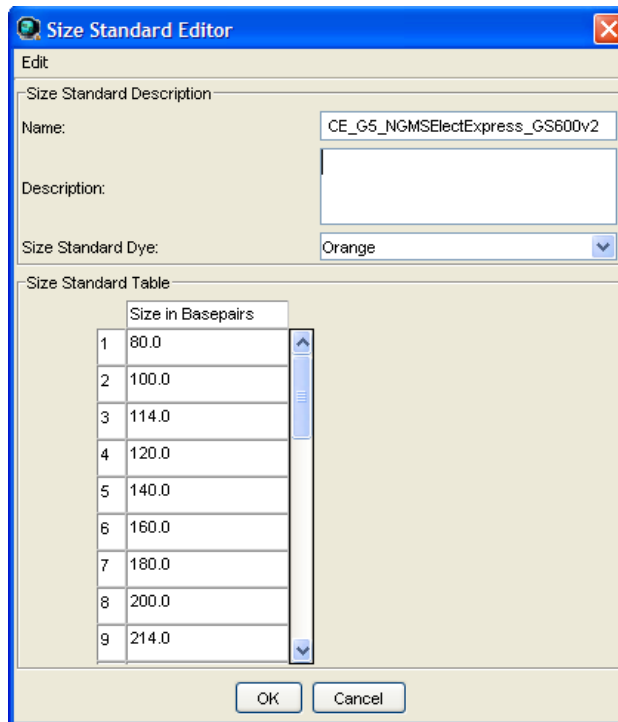 Size Standard Editor
Edit
Size Standard Description
Name: CE_G5_NGMSElectExpress_GS600v2
Description:
Size Standard Dye: Orange
Size Standard Table
Size in Basepairs
1 80.0
2 100.0
3 114.0
4 120.0
5 140.0
6 160.0
7 180.0
8 200.0
9 214.0
OK Cancel